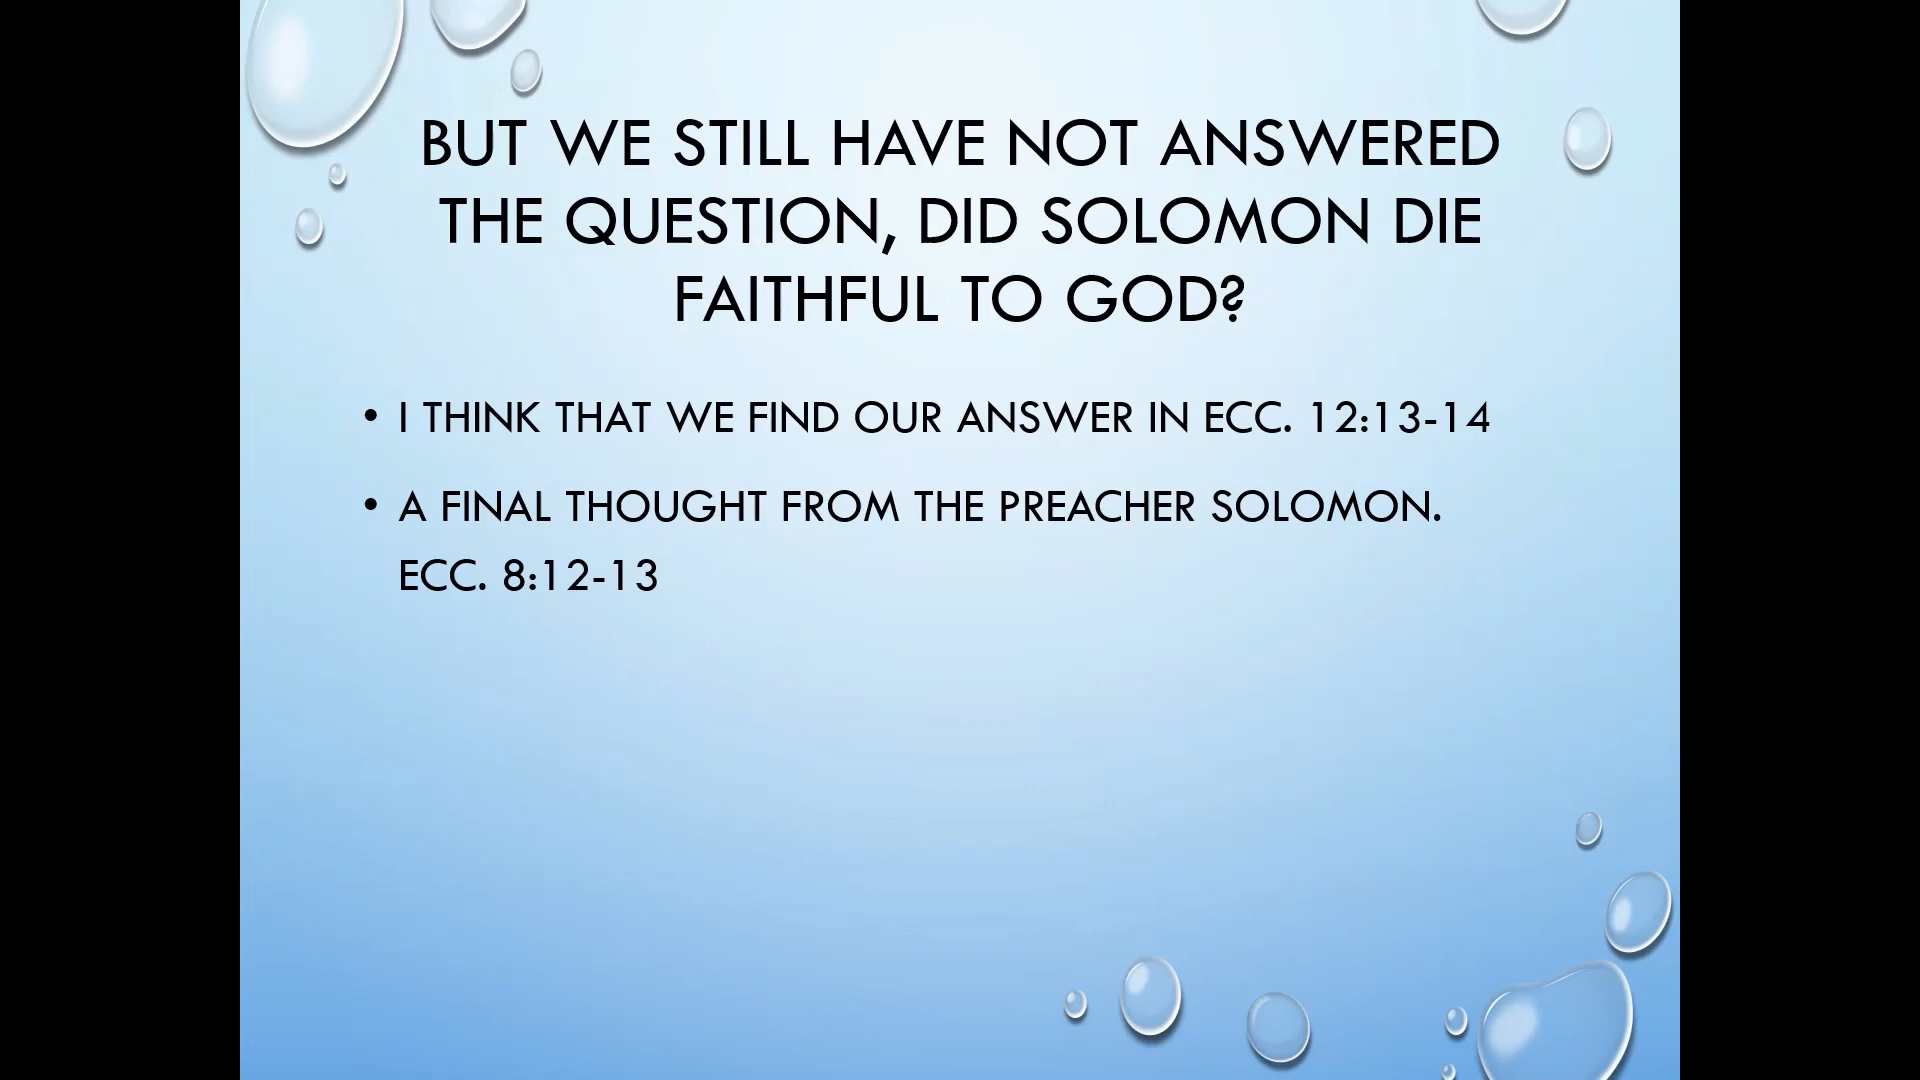 BUT WE STILL HAVE NOT ANSWERED
THE QUESTION, DID SOLOMON DIE
FAITHFUL TO GOD?
• I THINK THAT WE FIND OUR ANSWER IN ECC. 12:13-14
• A FINAL THOUGHT FROM THE PREACHER SOLOMON.
ECC. 8:12-13